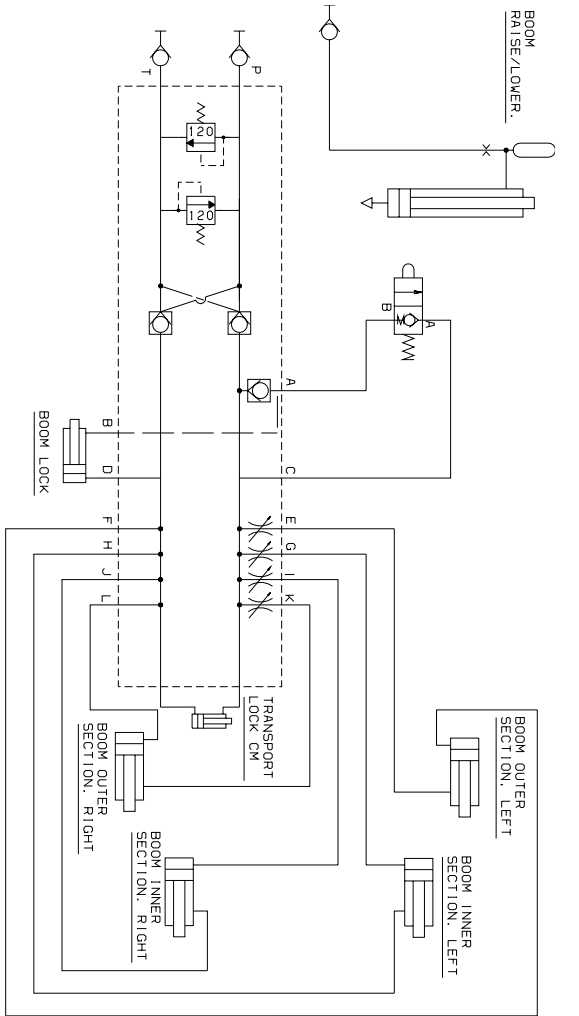 BOOM
RAISE/LOWER.
T
P
120
120
B
A
A
B
BOOM LOCK
D
C
F
E
H
G
J
I
L
K
TRANSPORT
LOCK CM
BOOM OUTER
SECTION. LEFT
BOOM OUTER
SECTION. RIGHT
BOOM INNER
SECTION. RIGHT
BOOM INNER
SECTION. LEFT